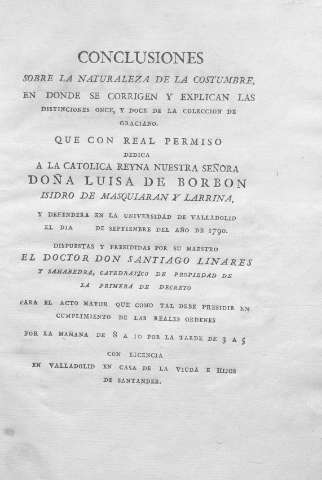 CONCLUSIONES
SOBRE LA NATURALEZA DE LA COSTUMBRE,
EN DONDE SE CORRIGEN Y EXPLICAN LAS
DISTINCIONES ONCE, Y DOCE DE LA COLECCION DE
GRACIANO.
QUE CON REAL PERMISO
DEDICA
A LA CATOLICA REYNA NUESTRA SEÑORA
DOÑA LUISA DE BORBON
ISIDRO DE MASQUIARAN Y LARRINA,
Y DEFENDERA EN LA UNIVERSIDAD DE VALLADOLID
EL DIA DE SEPTIEMBRE DEL AÑO DE 1790.
DISPUESTAS Y PRESIDIDAS POR SU MAESTRO
EL DOCTOR DON SANTIAGO LINARES
Y SAHAREDRA, CATEDRATICO DE PROPIEDAD DE
LA PRIMERA DE DECRETO
PARA EL ACTO MAYOR QUE COMO TAL DEBE PRESIDIR EN
CUMPLIMIENTO DE LAS REALES ORDENES
POR LA MAÑANA DE 8 A 10 POR LA TARDE DE 3 A 5
CON LICENCIA
EN VALLADOLID EN CASA DE LA VIUDA E HIJOS
DE SANTANDER.